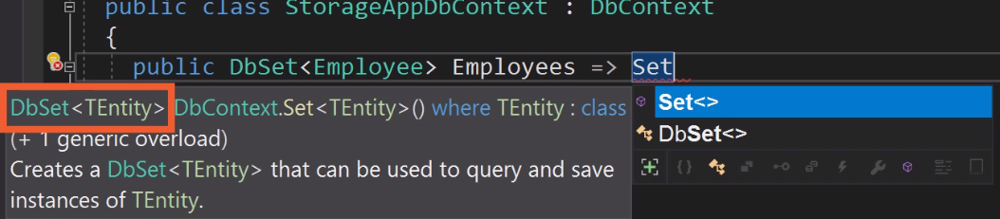 public class StorageAppDbContext : DbContext
{
public DbSet<Employee> Employees => Set
DbSet<TEntity> DbContext.Set<TEntity>() where TEntity : class
(+ 1 generic overload)
Creates a DbSet<TEntity> that can be used to query and save
instances of TEntity.
Set<>
DbSet<>